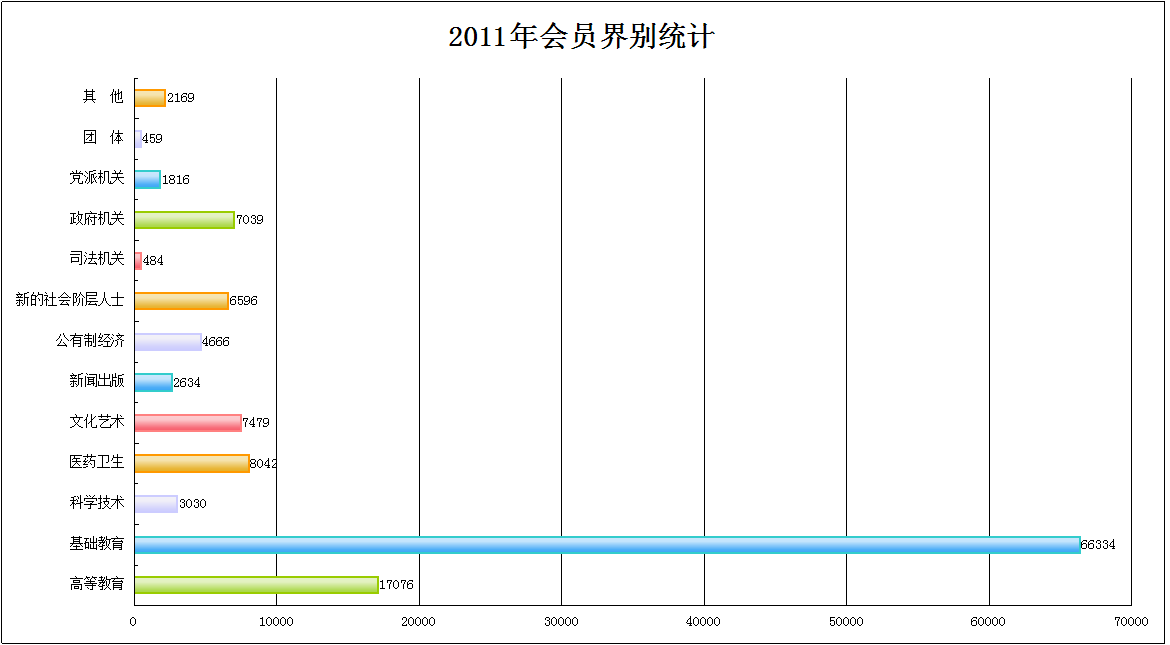 2011年会员界别统计
其　他 2169
团　体 459
党派机关 1816
政府机关 7039
司法机关 484
新的社会阶层人士 6596
公有制经济 4666
新闻出版 2634
文化艺术 7479
医药卫生 8042
科学技术 3030
基础教育 66334
高等教育 17076
0 10000 20000 30000 40000 50000 60000 70000